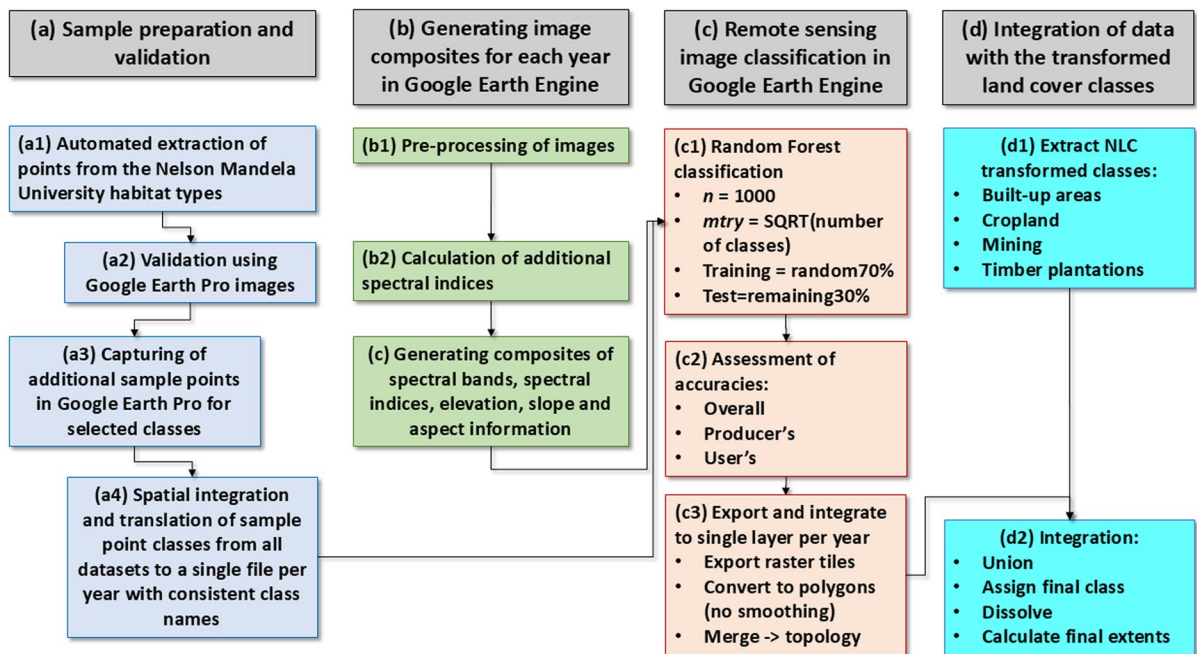 (a) Sample preparation and
validation
(a1) Automated extraction of
points from the Nelson Mandela
University habitat types
(a2) Validation using
Google Earth Pro images
(a3) Capturing of
additional sample points
in Google Earth Pro for
selected classes
(a4) Spatial integration
and translation of sample
point classes from all
datasets to a single file per
year with consistent class
names
(b) Generating image
composites for each year
in Google Earth Engine
(b1) Pre-processing of images
(b2) Calculation of additional
spectral indices
(c) Generating composites of
spectral bands, spectral
indices, elevation, slope and
aspect information
(c) Remote sensing
image classification in
Google Earth Engine
(c1) Random Forest
classification
• n = 1000
• mtry = SQRT(number
of classes)
• Training = random70%
• Test=remaining30%
(c2) Assessment of
accuracies:
• Overall
• Producer's
• User's
(c3) Export and integrate
to single layer per year
• Export raster tiles
• Convert to polygons
(no smoothing)
• Merge -> topology
(d) Integration of data
with the transformed
land cover classes
(d1) Extract NLC
transformed classes:
• Built-up areas
• Cropland
• Mining
• Timber plantations
(d2) Integration:
• Union
• Assign final class
• Dissolve
• Calculate final extents